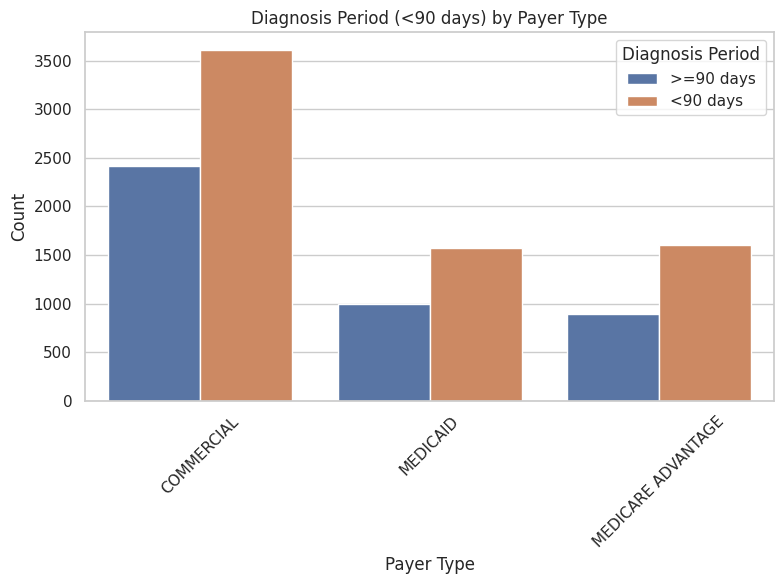 Diagnosis Period (<90 days) by Payer Type
Diagnosis Period
>=90 days
<90 days
3500
3000
2500
2000
1500
1000
500
0
Count
COMMERCIAL
MEDICAID
MEDICARE ADVANTAGE
Payer Type